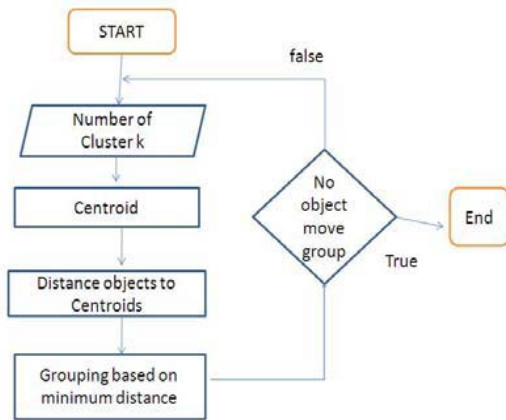 START
false
Number of
Cluster k
Centroid
Distance objects to
Centroids
Grouping based on
minimum distance
No
object
move
group
True
End